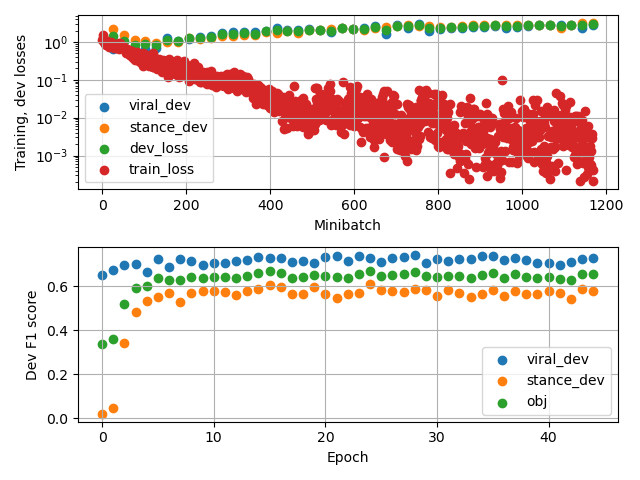 Training, dev losses
10⁰
10⁻¹
10⁻²
10⁻³
viral_dev
stance_dev
dev_loss
train_loss
0 200 400 600 800 1000 1200
Minibatch
Dev F1 score
0.6
0.4
0.2
0.0
viral_dev
stance_dev
obj
0 10 20 30 40
Epoch